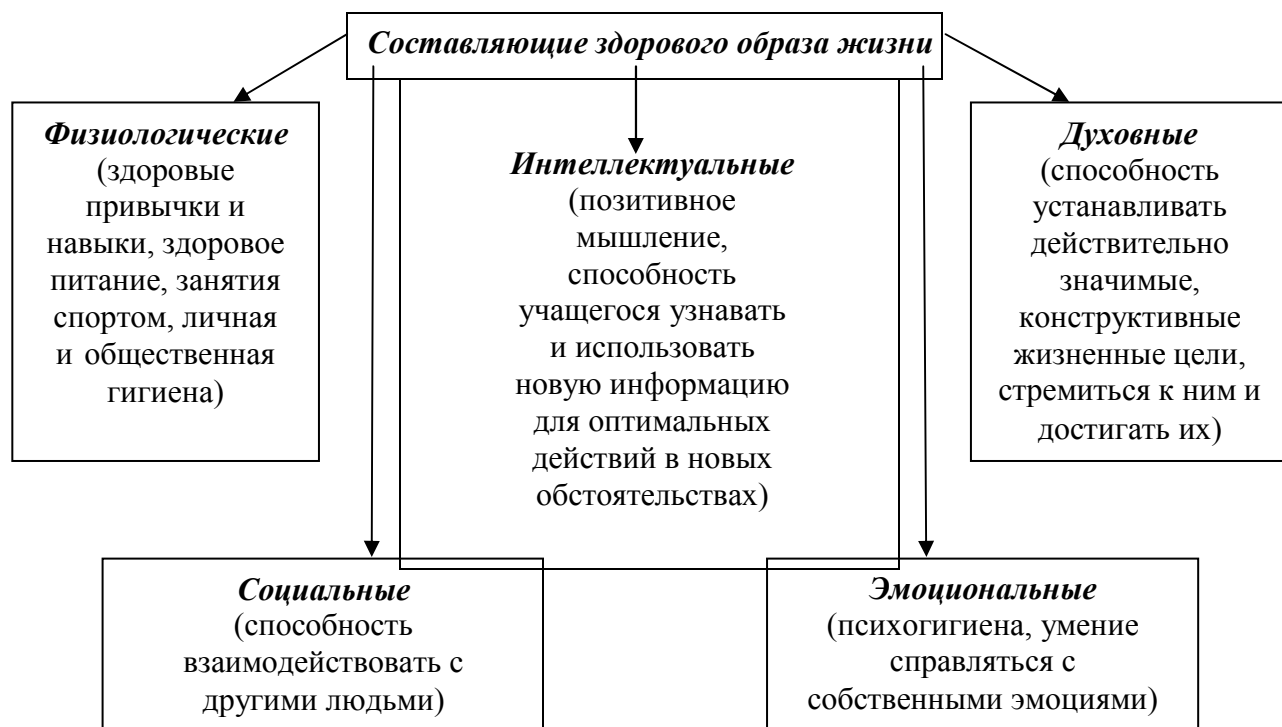 Составляющие здорового образа жизни
Физиологические
(здоровые
привычки и
навыки, здоровое
питание, занятия
спортом, личная
и общественная
гигиена)
Интеллектуальные
(позитивное
мышление,
способность
учащегося узнавать
и использовать
новую информацию
для оптимальных
действий в новых
обстоятельствах)
Духовные
(способность
устанавливать
действительно
значимые,
конструктивные
жизненные цели,
стремиться к ним и
достигать их)
Социальные
(способность
взаимодействовать с
другими людьми)
Эмоциональные
(психогигиена, умение
справляться с
собственными эмоциями)